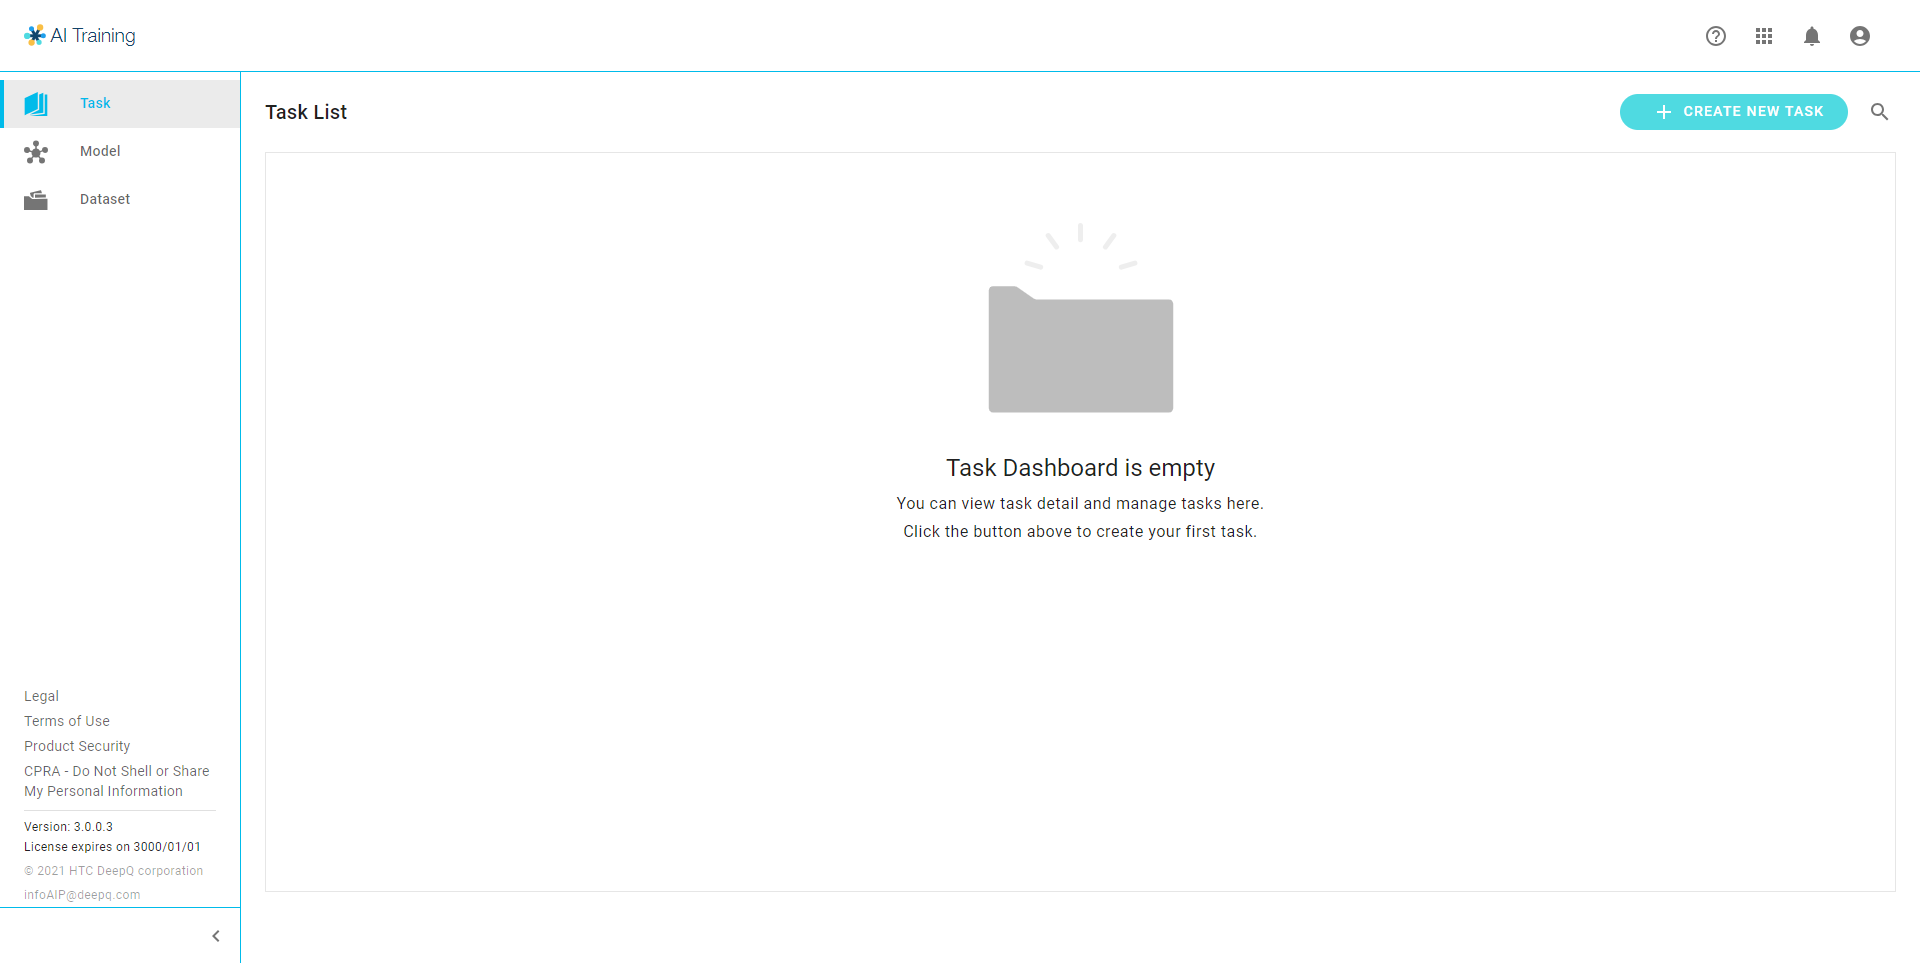 AI Training
Task
Model
Dataset
Task List
CREATE NEW TASK
Task Dashboard is empty
You can view task detail and manage tasks here.
Click the button above to create your first task.
Legal
Terms of Use
Product Security
CPRA - Do Not Shell or Share
My Personal Information
Version: 3.0.0.3
License expires on 3000/01/01
© 2021 HTC DeepQ corporation
infoAIP@deepq.com